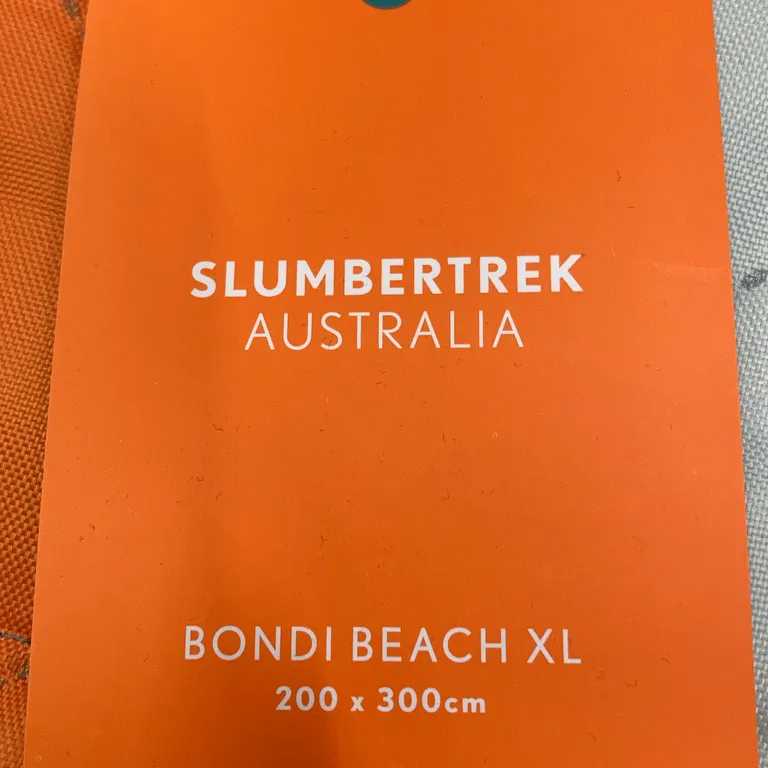 SLUMBERTREK
AUSTRALIA
BONDI BEACH XL
200 x 300cm